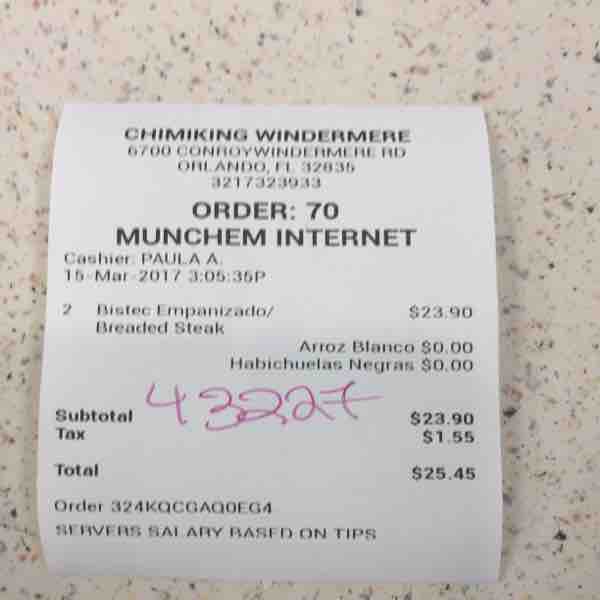 CHIMIKING WINDERMERE
6700 CONROYWINDERMERE RD
ORLANDO, FL 32835
3217323933
ORDER: 70
MUNCHEM INTERNET
Cashier: PAULA A.
15-Mar-2017 3:05:35P
2 Bistec Empanizado/ $23.90
Breaded Steak
Arroz Blanco $0.00
Habichuelas Negras $0.00
43227
Subtotal $23.90
Tax $1.55
Total $25.45
Order 324KQCGAQ0EG4
SERVERS SALARY BASED ON TIPS